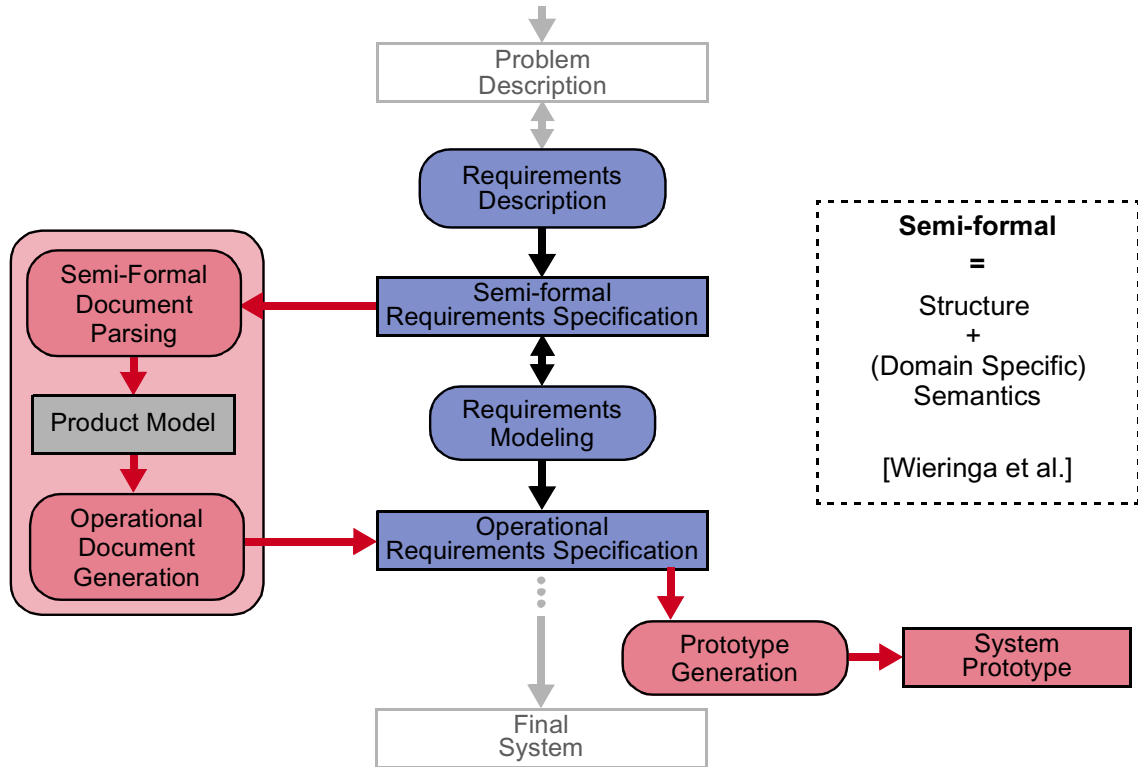 Problem
Description
Requirements
Description
Semi-formal
Requirements Specification
Requirements
Modeling
Operational
Requirements Specification
Final
System
Semi-Formal
Document
Parsing
Product Model
Operational
Document
Generation
Prototype
Generation
System
Prototype
Semi-formal
=
Structure
+
(Domain Specific)
Semantics
[Wieringa et al.]